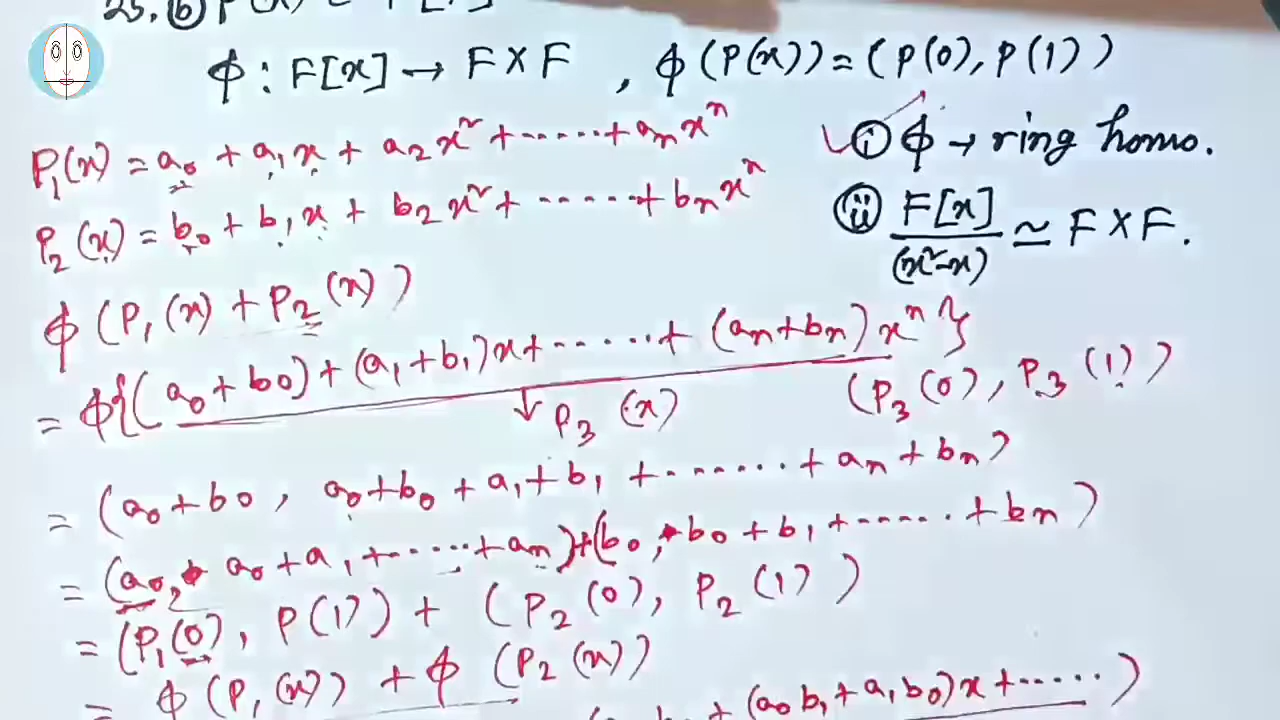 25. (b) P(x)
φ : F[x] → F × F , φ(P(x)) = (P(0), P(1))
P₁(x) = a₀ + a₁x + a₂x² + ...... + aₙxⁿ
(i) φ → ring homo.
P₂(x) = b₀ + b₁x + b₂x² + ...... + bₙxⁿ
(ii) F[x]/(x²-x) ≃ F × F.
φ(P₁(x) + P₂(x))
= φ{(a₀ + b₀) + (a₁ + b₁)x + ...... + (aₙ + bₙ)xⁿ}
↓ P₃(x) (P₃(0), P₃(1))
= (a₀ + b₀, a₀ + b₀ + a₁ + b₁ + ....... + aₙ + bₙ)
= (a₀, a₀ + a₁, + ...... + aₙ) + (b₀, b₀ + b₁, + ...... + bₙ)
= (P₁(0), P(1)) + (P₂(0), P₂(1))
= φ(P₁(x)) + φ(P₂(x))
+ (a₀b₁ + a₁b₀)x + ......)